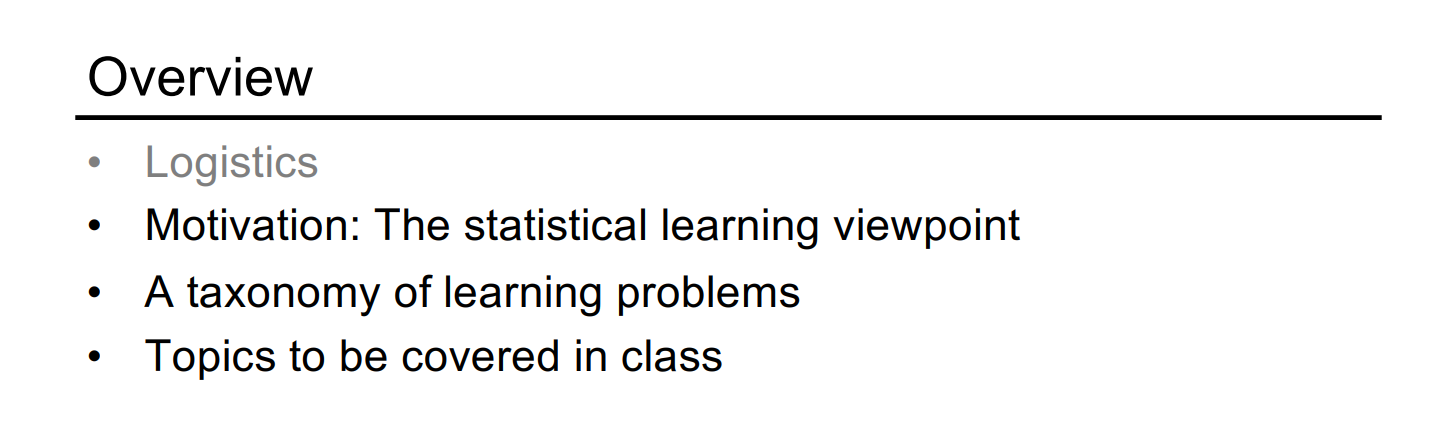 Overview
• Logistics
• Motivation: The statistical learning viewpoint
• A taxonomy of learning problems
• Topics to be covered in class